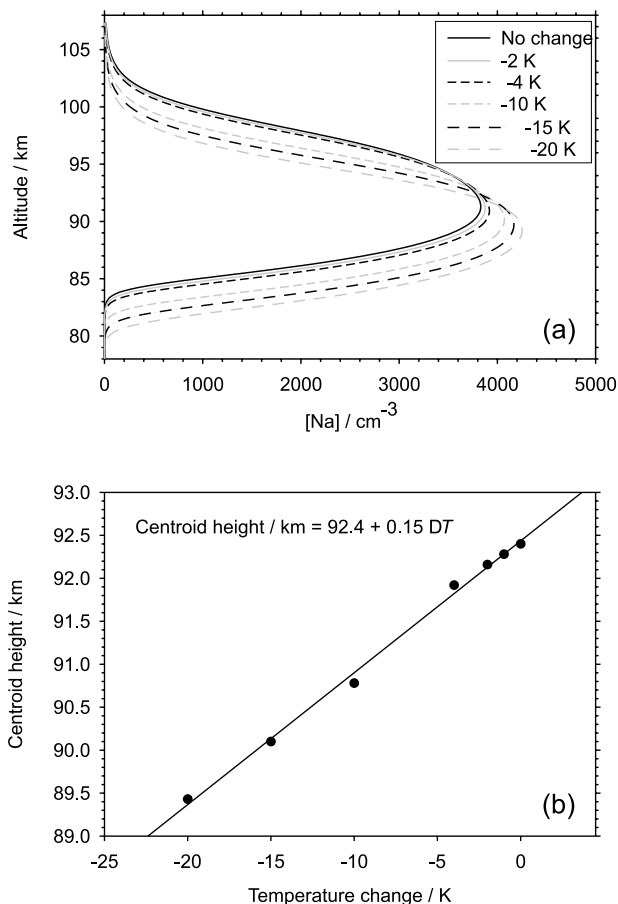 105
100
95
90
85
80
Altitude / km
No change
-2 K
-4 K
-10 K
-15 K
-20 K
(a)
0 1000 2000 3000 4000 5000
[Na] / cm⁻³
93.0
92.5
92.0
91.5
91.0
90.5
90.0
89.5
89.0
Centroid height / km
Centroid height / km = 92.4 + 0.15 DT
(b)
-25 -20 -15 -10 -5 0
Temperature change / K